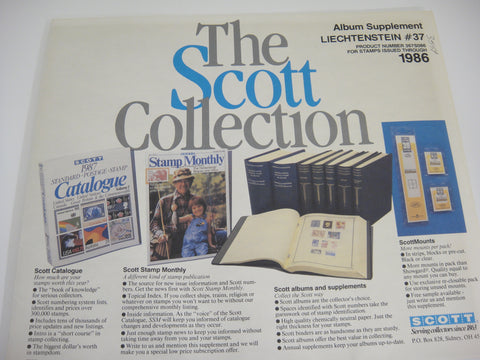 Album Supplement
LIECHTENSTEIN #37
PRODUCT NUMBER 367S086
FOR STAMPS ISSUED THROUGH
1986
The
Scott
Collection
SCOTT
1987
STANDARD • POSTAGE • STAMP
Catalogue
Stamp Monthly
Scott Catalogue
How much are your
stamps worth this year?
• The "book of knowledge"
for serious collectors.
• Scott numbering system lists,
identifies and prices over
300,000 stamps.
• Includes tens of thousands of
price updates and new listings.
• Intro is a "short course" in
stamp collecting.
• The biggest dollar's worth
in stampdom.
Scott Stamp Monthly
A different kind of stamp publication
• The source for new issue information and Scott num-
bers. Get the news first with Scott Stamp Monthly.
• Topical Index. If you collect ships, trains, religion or
whatever on stamps you won't want to be without our
exclusive bi-monthly listing.
• Inside information. As the "voice" of the Scott
Catalogue, SSM will keep you informed of catalogue
changes and developments as they occur.
• Just enough stamp news to keep you informed without
taking time away from you and your stamps.
• Write to us and mention this supplement and we will
make you a special low price subscription offer.
Scott albums and supplements
Collect the Scott way
• Scott albums are the collector's choice.
• Spaces identified with Scott numbers take the
guesswork out of stamp identification.
• Quality chemically neutral paper. Just the
right thickness for your stamps.
• Scott binders are as handsome as they are sturdy.
• Scott albums offer the best value in collecting.
• Annual supplements keep your albums up-to-date.
ScottMounts
More mounts per pack!
• In strips, blocks or pre-cut.
Black or clear.
• More mounts in pack than
Showgard®. Quality equal to
any mount you can buy.
• Use exclusive re-closable pack
for storing unused mounts.
• Free sample available.
Just write to us and mention
this supplement.
SCOTT
Serving collectors since 1863
P.O. Box 828, Sidney, OH 45